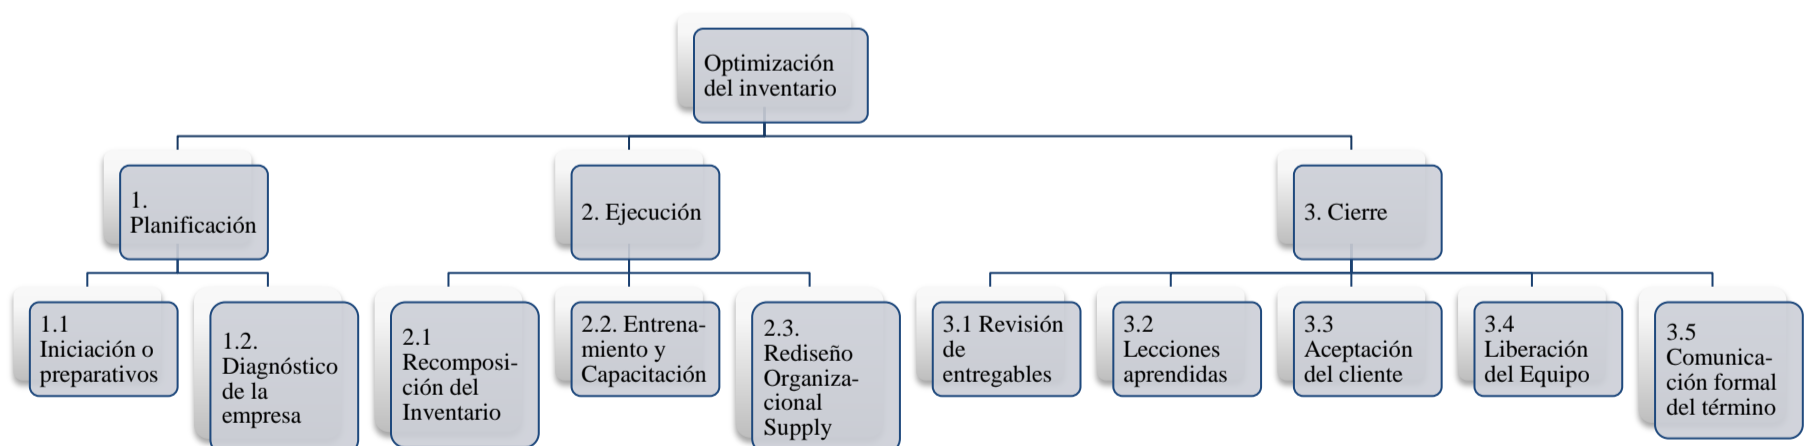 Optimización
del inventario
1.
Planificación
2. Ejecución
3. Cierre
1.1
Iniciación o
preparativos
1.2.
Diagnóstico
de la
empresa
2.1
Recomposi-
ción del
Inventario
2.2. Entrena-
miento y
Capacitación
2.3.
Rediseño
Organiza-
cional
Supply
3.1 Revisión
de
entregables
3.2
Lecciones
aprendidas
3.3
Aceptación
del cliente
3.4
Liberación
del Equipo
3.5
Comunica-
ción formal
del término